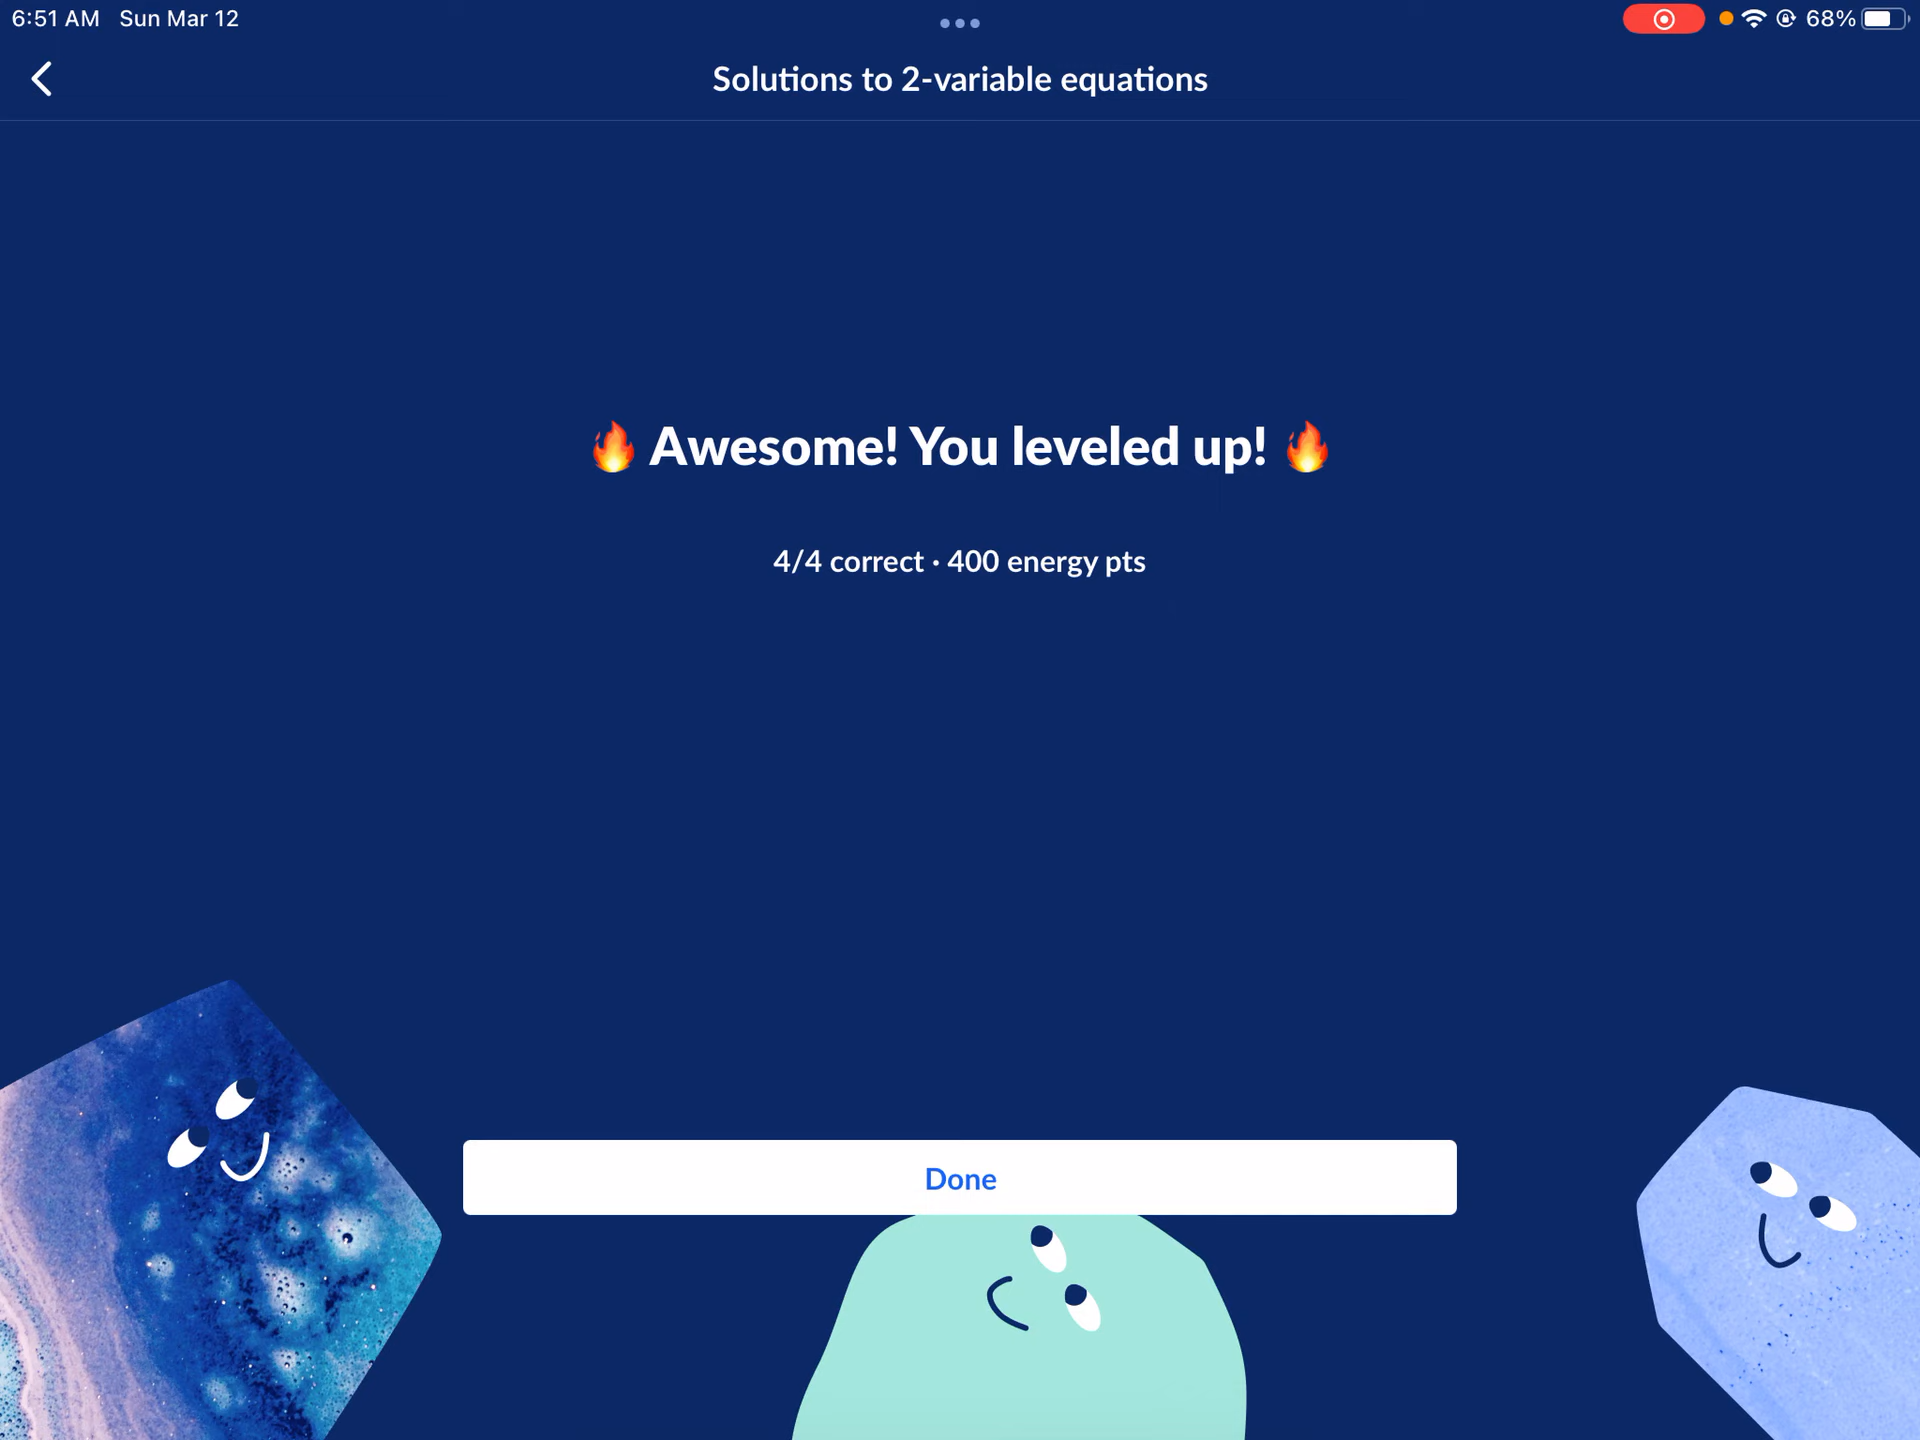 6:51 AM Sun Mar 12
68%
Solutions to 2-variable equations
🔥 Awesome! You leveled up! 🔥
4/4 correct · 400 energy pts
Done